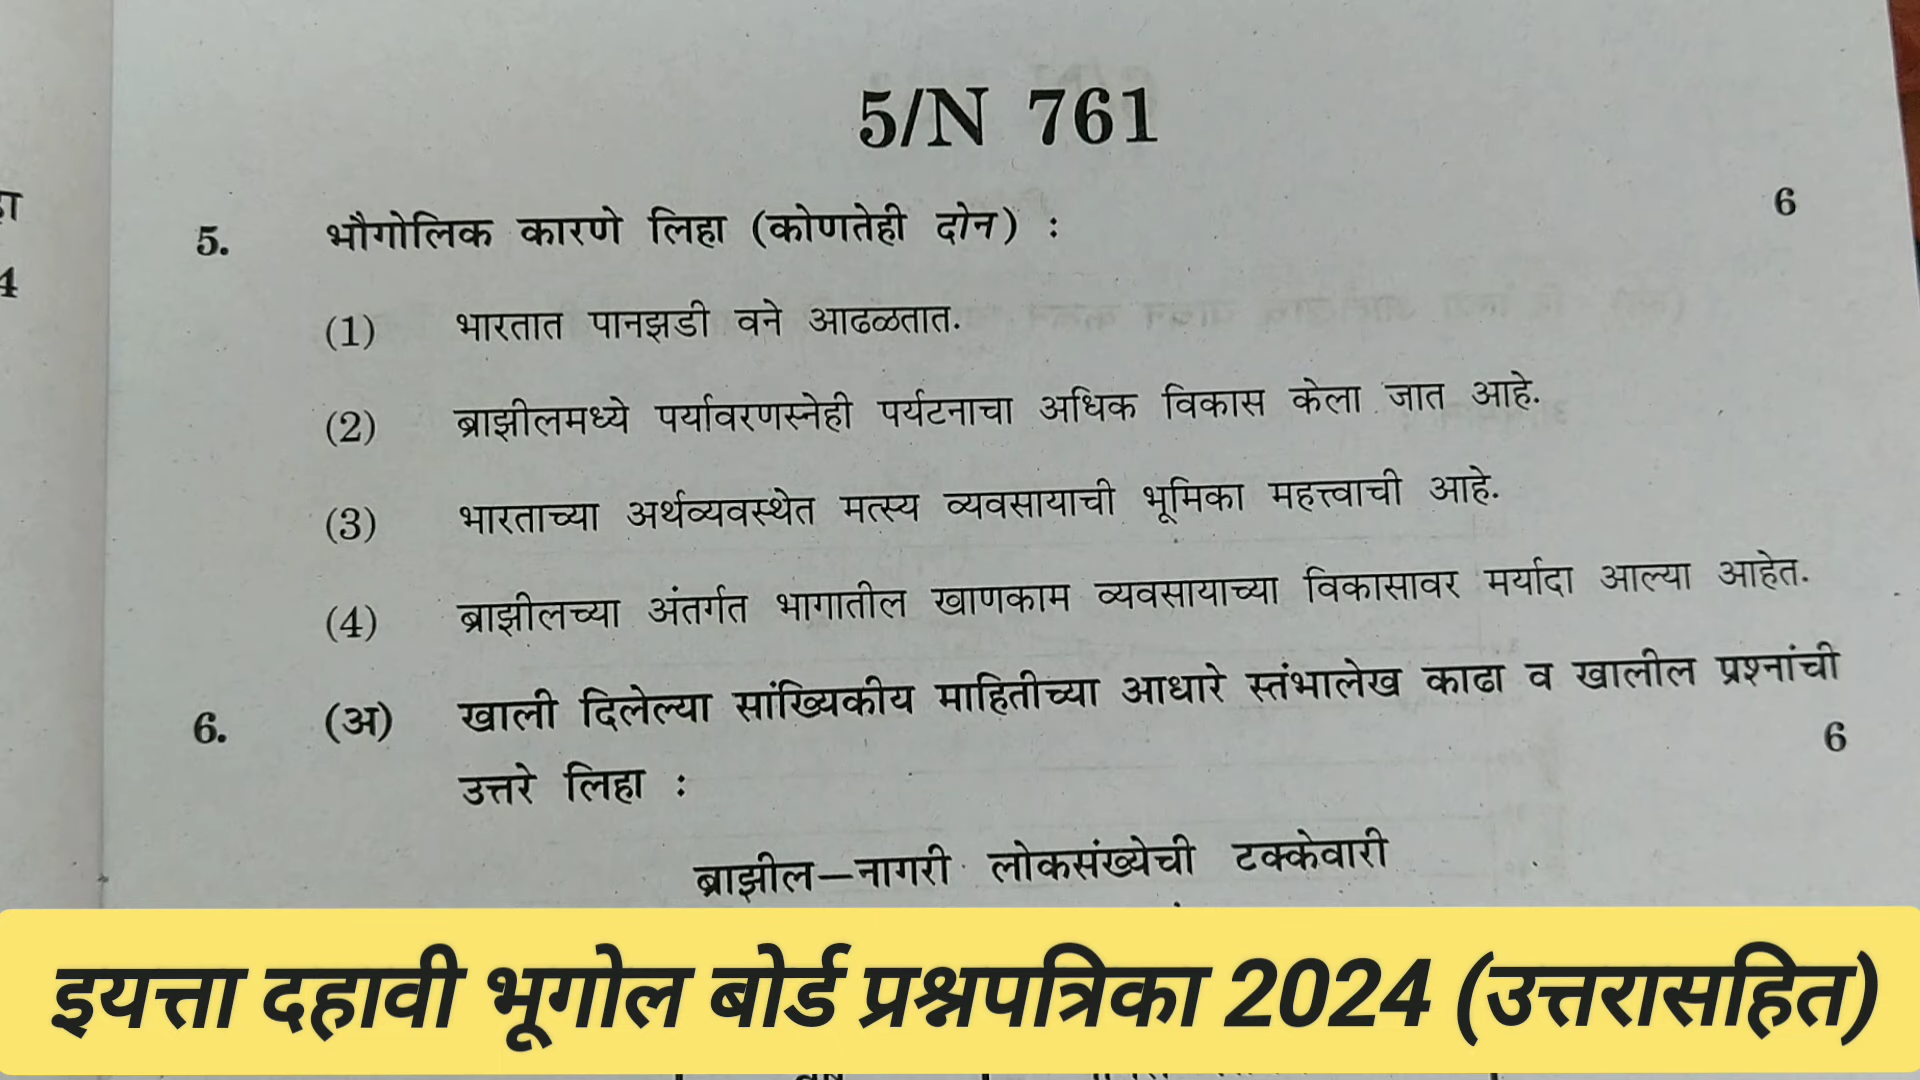 5/N 761
5. भौगोलिक कारणे लिहा (कोणतेही दोन) : 6
(1) भारतात पानझडी वने आढळतात.
(2) ब्राझीलमध्ये पर्यावरणस्नेही पर्यटनाचा अधिक विकास केला जात आहे.
(3) भारताच्या अर्थव्यवस्थेत मत्स्य व्यवसायाची भूमिका महत्त्वाची आहे.
(4) ब्राझीलच्या अंतर्गत भागातील खाणकाम व्यवसायाच्या विकासावर मर्यादा आल्या आहेत.
6. (अ) खाली दिलेल्या सांख्यिकीय माहितीच्या आधारे स्तंभालेख काढा व खालील प्रश्नांची
उत्तरे लिहा : 6
ब्राझील—नागरी लोकसंख्येची टक्केवारी
इयत्ता दहावी भूगोल बोर्ड प्रश्नपत्रिका 2024 (उत्तरासहित)